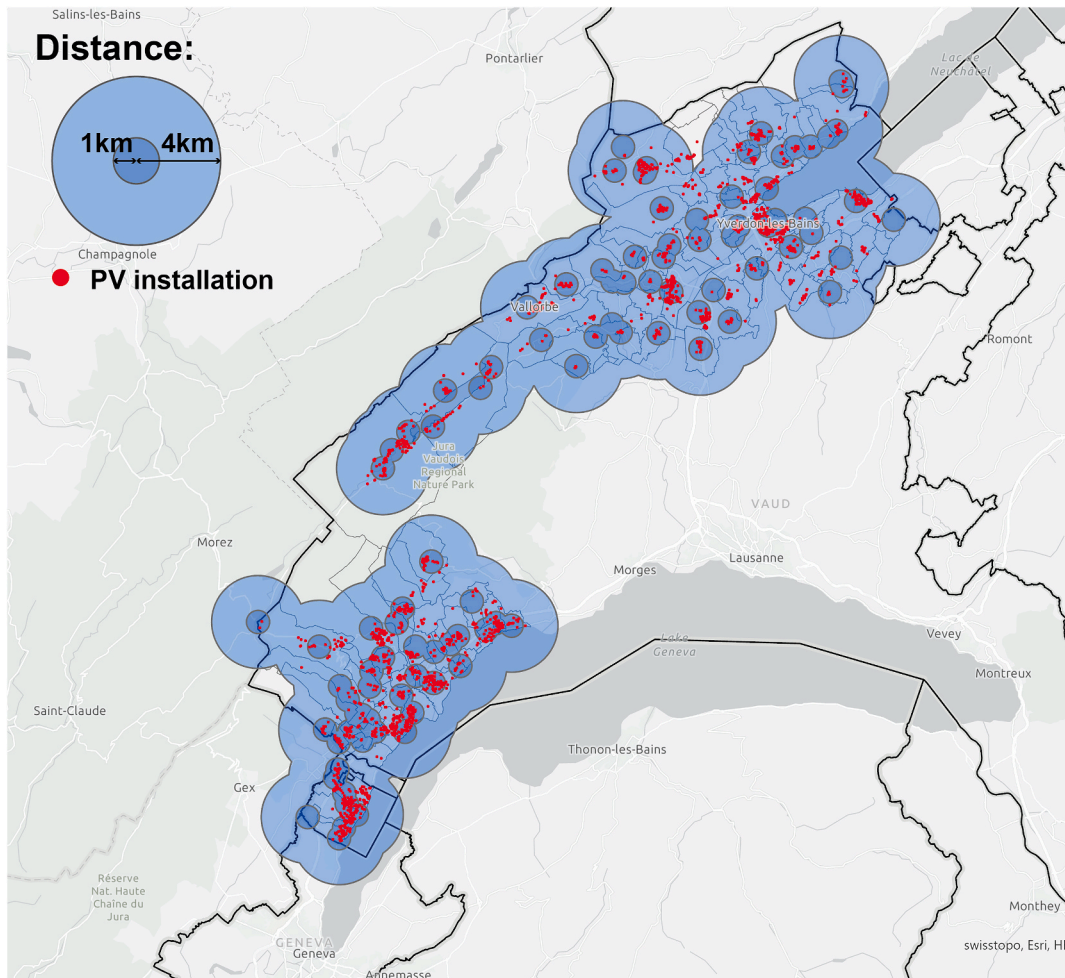 Salins-les-Bains
Distance:
Pontarlier
Lac de
Neuchâtel
1km
4km
Champagnole
PV installation
Yverdon-les-Bains
Vallorbe
Romont
Jura
Vaudois
Regional
Nature Park
VAUD
Morez
Lausanne
Morges
Vevey
Lake
Geneva
Montreux
Saint-Claude
Thonon-les-Bains
Gex
Réserve
Nat. Haute
Chaîne du
Jura
Monthey
GENEVA
Geneva
swisstopo, Esri, H
Annemasse